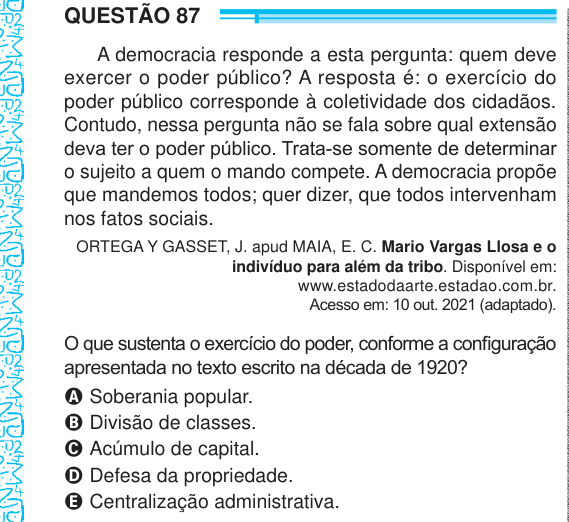 QUESTÃO 87
A democracia responde a esta pergunta: quem deve
exercer o poder público? A resposta é: o exercício do
poder público corresponde à coletividade dos cidadãos.
Contudo, nessa pergunta não se fala sobre qual extensão
deva ter o poder público. Trata-se somente de determinar
o sujeito a quem o mando compete. A democracia propõe
que mandemos todos; quer dizer, que todos intervenham
nos fatos sociais.
ORTEGA Y GASSET, J. apud MAIA, E. C. Mario Vargas Llosa e o
indivíduo para além da tribo. Disponível em:
www.estadodaarte.estadao.com.br.
Acesso em: 10 out. 2021 (adaptado).
O que sustenta o exercício do poder, conforme a configuração
apresentada no texto escrito na década de 1920?
A Soberania popular.
B Divisão de classes.
C Acúmulo de capital.
D Defesa da propriedade.
E Centralização administrativa.